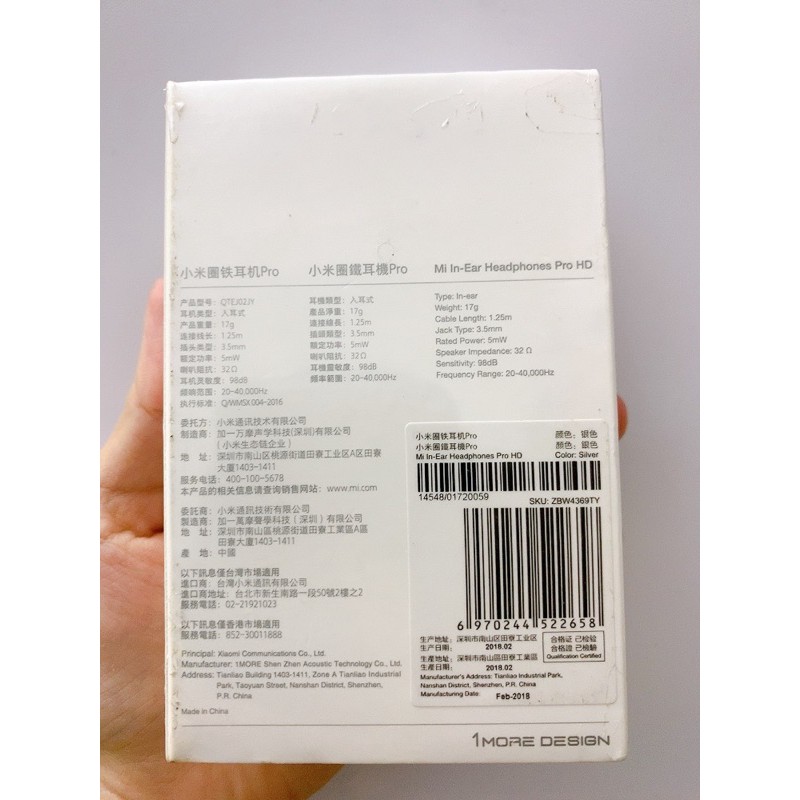 小米圈铁耳机Pro
产品型号: QTEJ02JY
耳机类型: 入耳式
产品重量: 17g
连接线长: 1.25m
插头类型: 3.5mm
额定功率: 5mW
喇叭阻抗: 32Ω
耳机灵敏度: 98dB
频响范围: 20-40,000Hz
执行标准: Q/WMSX 004-2016
小米圈鐵耳機Pro
耳機類型: 入耳式
產品淨重: 17g
連接線長: 1.25m
插頭類型: 3.5mm
額定功率: 5mW
喇叭阻抗: 32Ω
耳機靈敏度: 98dB
頻率範圍: 20-40,000Hz
Mi In-Ear Headphones Pro HD
Type: In-ear
Weight: 17g
Cable Length: 1.25m
Jack Type: 3.5mm
Rated Power: 5mW
Speaker Impedance: 32 Ω
Sensitivity: 98dB
Frequency Range: 20-40,000Hz
委托方: 小米通讯技术有限公司
制造商: 加一万摩声学科技(深圳)有限公司
(小米生态链企业)
地 址: 深圳市南山区桃源街道田寮工业区A区田寮
大厦1403-1411
服务电话: 400-100-5678
本产品的相关信息请查询销售网站: www.mi.com
委託商: 小米通訊技術有限公司
製造商: 加一萬摩聲學科技(深圳)有限公司
地 址: 深圳市南山區桃源街道田寮工業區A區
田寮大廈1403-1411
產 地: 中國
以下訊息僅台灣市場適用
進口商: 台灣小米通訊有限公司
進口商地址: 台北市新生南路一段50號2樓之2
服務電話: 02-21921023
以下訊息僅香港市場適用
服務電話: 852-30011888
Principal: Xiaomi Communications Co., Ltd.
Manufacturer: 1MORE Shen Zhen Acoustic Technology Co., Ltd.
Address: Tianliao Building 1403-1411, Zone A Tianliao Industrial
Park, Taoyuan Street, Nanshan District, Shenzhen,
P.R. China
Made in China
小米圈铁耳机Pro 颜色: 银色
小米圈鐵耳機Pro 顏色: 銀色
Mi In-Ear Headphones Pro HD Color: Silver
14548/01720059
SKU: ZBW4369TY
6 970244 522658
生产地址: 深圳市南山区田寮工业区
生产日期: 2018.02
生產地址: 深圳市南山區田寮工業區
生產日期: 2018.02
合格证 已检验
合格證 已檢驗
Qualification Certified
Manufacturer's Address: Tianliao Industrial Park,
Nanshan District, Shenzhen, P.R. China
Manufacturing Date: Feb-2018
1MORE DESIGN